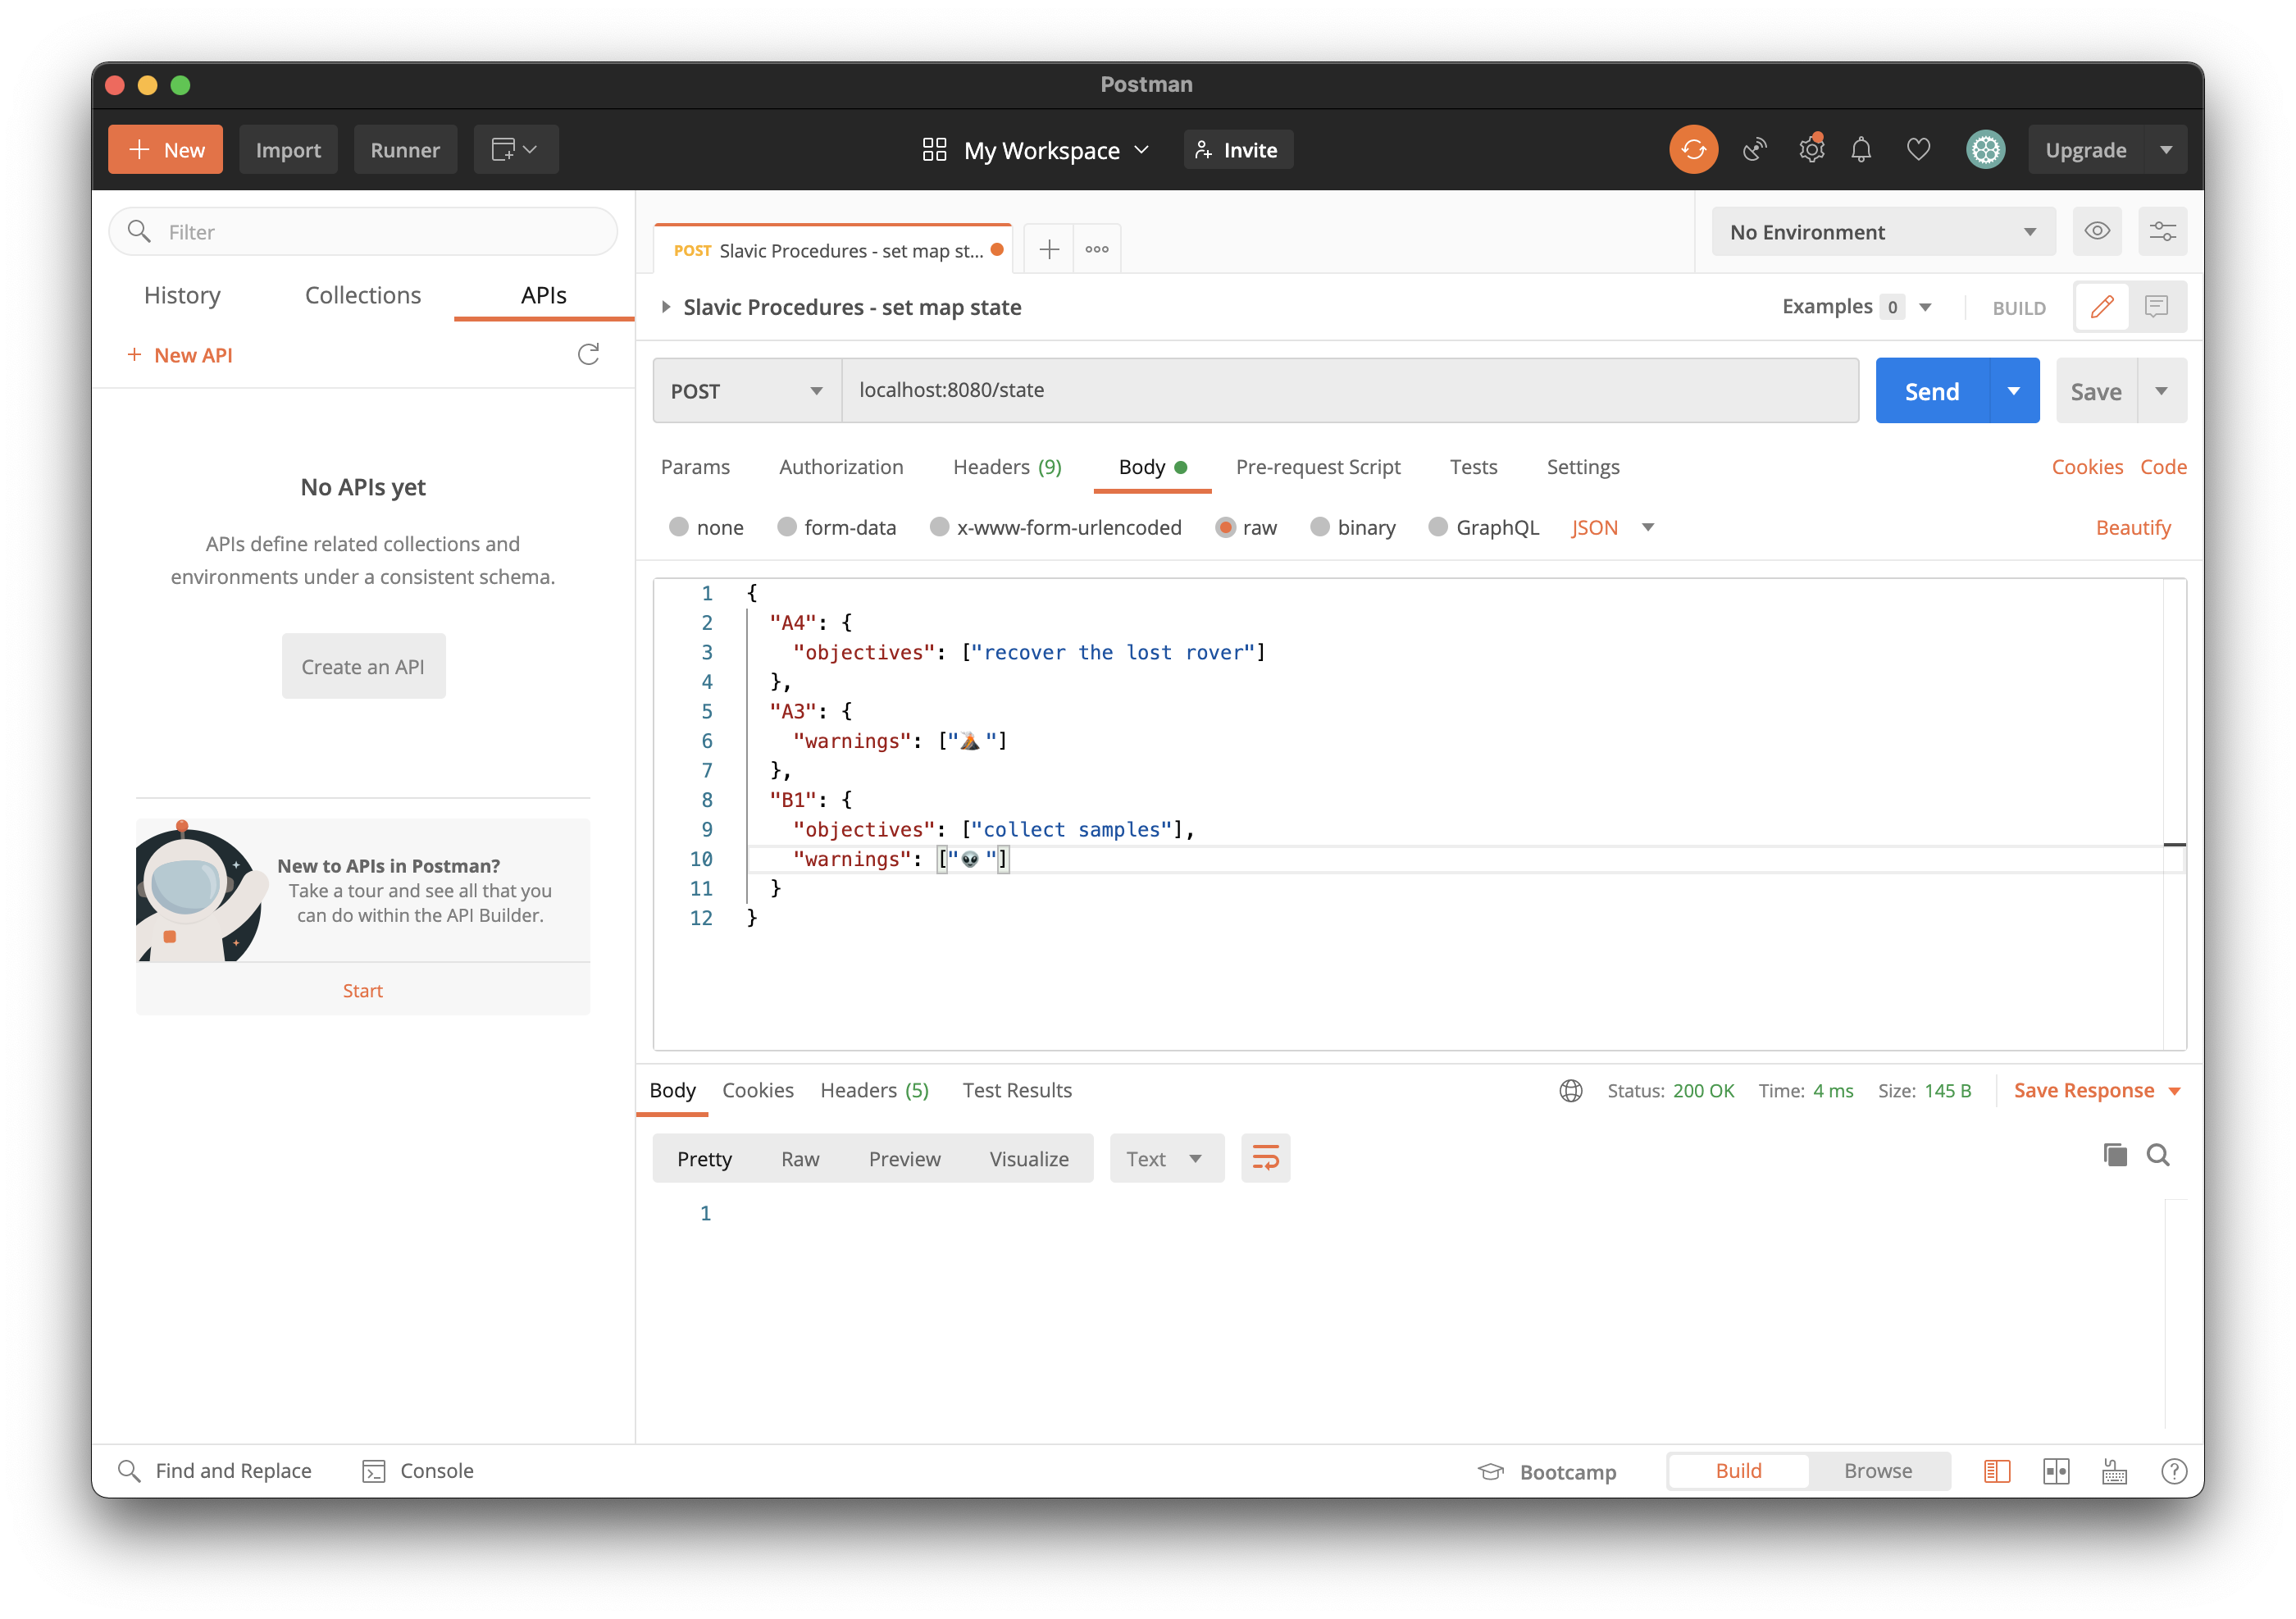 Postman
New Import Runner
My Workspace Invite
Upgrade
Filter
History Collections APIs
+ New API
No APIs yet
APIs define related collections and
environments under a consistent schema.
Create an API
New to APIs in Postman?
Take a tour and see all that you
can do within the API Builder.
Start
POST Slavic Procedures - set map st...
No Environment
Slavic Procedures - set map state
Examples 0 BUILD
POST localhost:8080/state
Send Save
Params Authorization Headers (9) Body Pre-request Script Tests Settings Cookies Code
none form-data x-www-form-urlencoded raw binary GraphQL JSON Beautify
1 {
2 "A4": {
3 "objectives": ["recover the lost rover"]
4 },
5 "A3": {
6 "warnings": ["🌋"]
7 },
8 "B1": {
9 "objectives": ["collect samples"],
10 "warnings": ["👽"]
11 }
12 }
Body Cookies Headers (5) Test Results Status: 200 OK Time: 4 ms Size: 145 B Save Response
Pretty Raw Preview Visualize Text
1
Find and Replace Console Bootcamp Build Browse